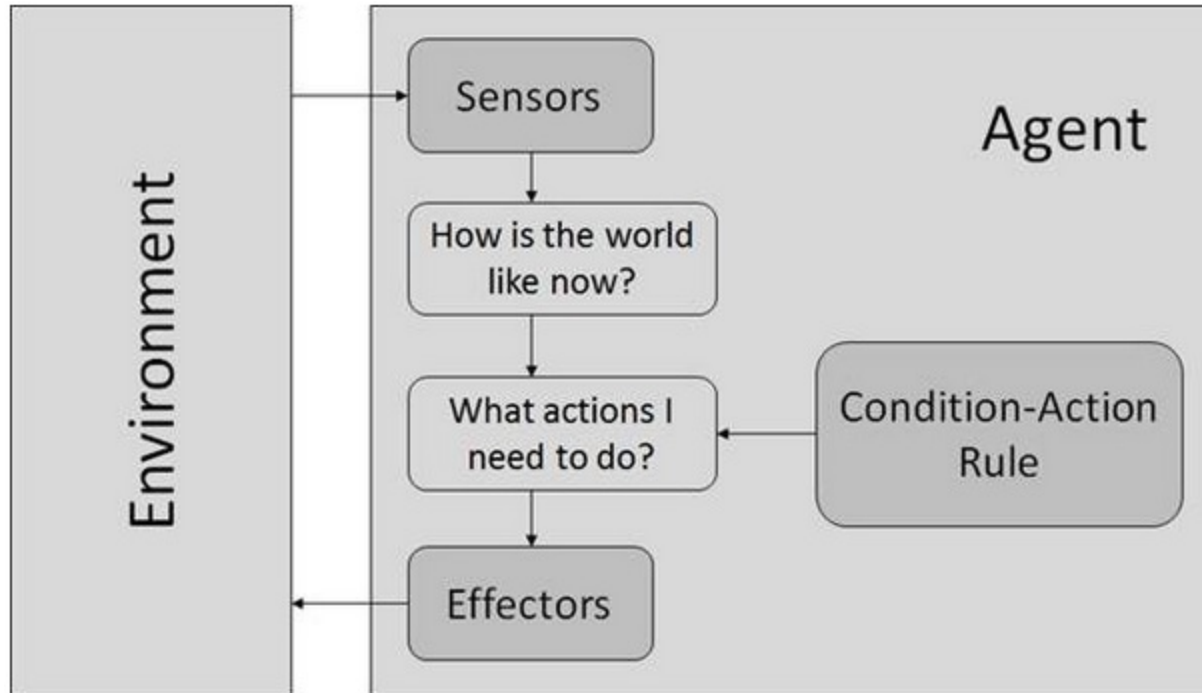 Environment
Sensors
Agent
How is the world
like now?
What actions I
need to do?
Condition-Action
Rule
Effectors